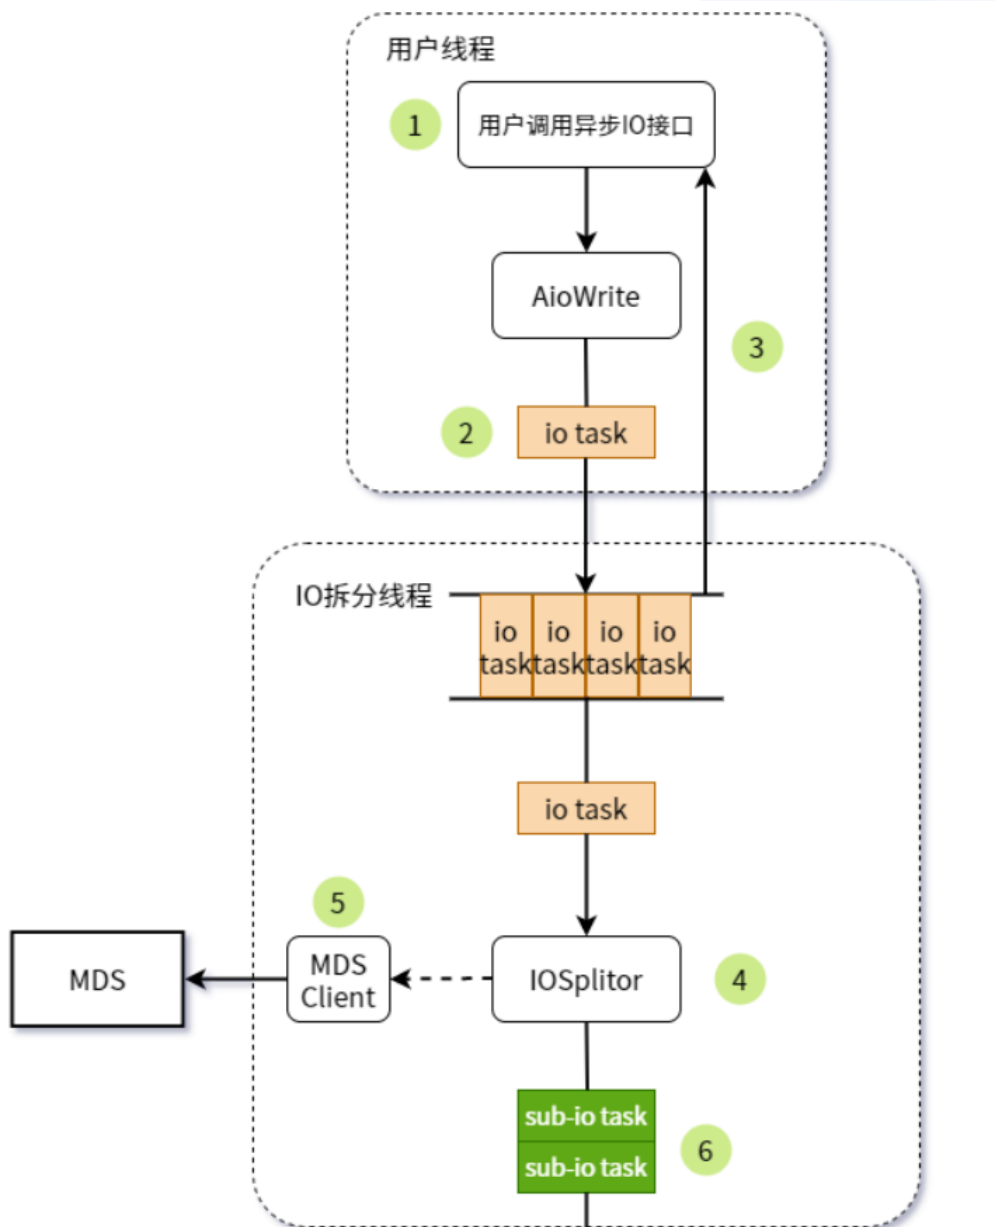 用户线程
1
用户调用异步IO接口
AioWrite
3
2
io task
IO拆分线程
io io io io
task task task task
io task
5
MDS
MDS
Client
IOSplitor
4
sub-io task
6
sub-io task